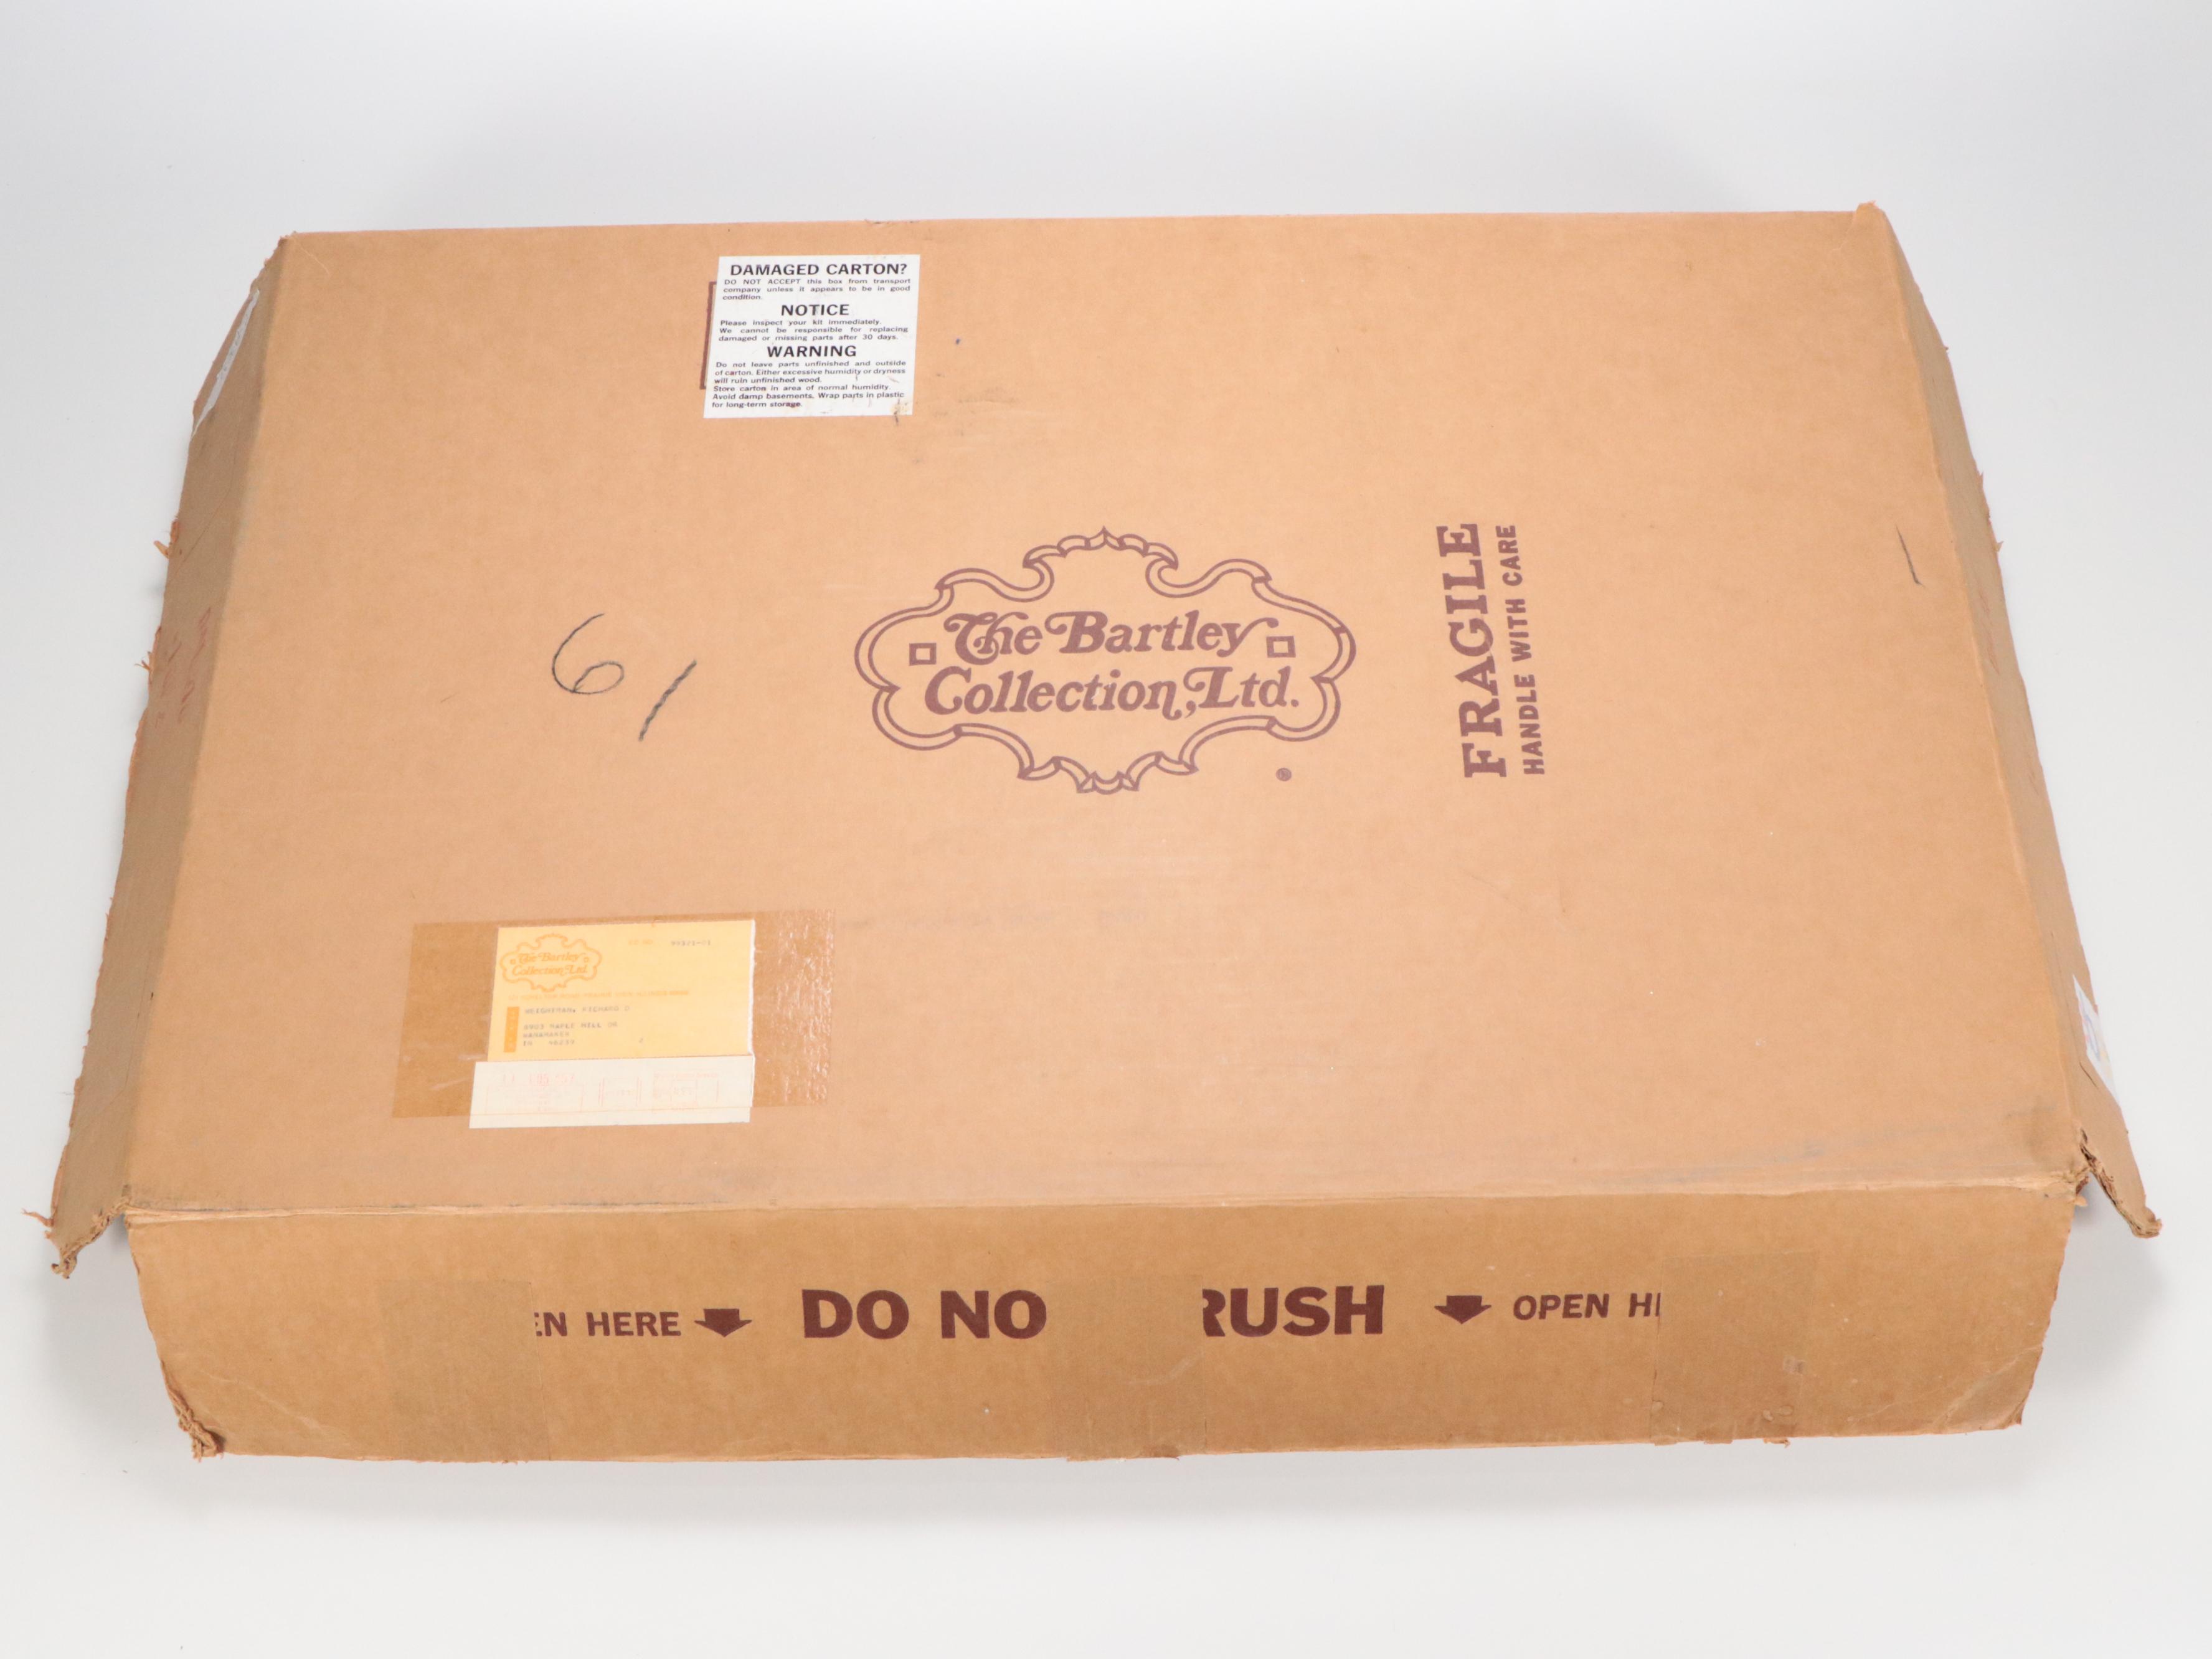 DAMAGED CARTON?
DO NOT ACCEPT this box from transport
company unless it appears to be in good
condition.
NOTICE
Please inspect your kit immediately.
We cannot be responsible for replacing
damaged or missing parts after 30 days.
WARNING
Do not leave parts unfinished and outside
of carton. Either excessive humidity or dryness
will ruin unfinished wood.
Store carton in area of normal humidity.
Avoid damp basements, Wrap parts in plastic
for long-term storage.
61
The Bartley
Collection, Ltd.
®
FRAGILE
HANDLE WITH CARE
The Bartley
Collection, Ltd.
RICHARD
HILL DR
IN
EN HERE DO NO RUSH OPEN H